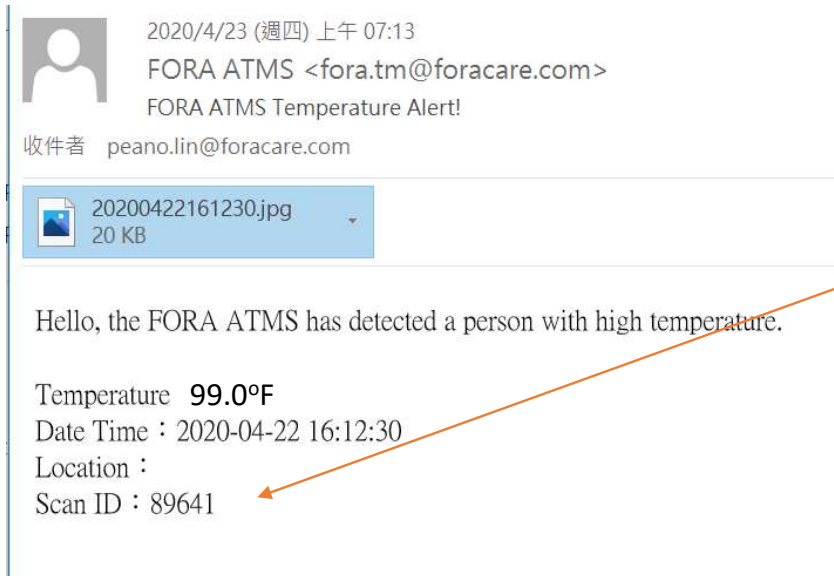 2020/4/23 (週四) 上午 07:13
FORA ATMS <fora.tm@foracare.com>
FORA ATMS Temperature Alert!
收件者 peano.lin@foracare.com
20200422161230.jpg
20 KB
Hello, the FORA ATMS has detected a person with high temperature.
Temperature 99.0ºF
Date Time：2020-04-22 16:12:30
Location：
Scan ID：89641